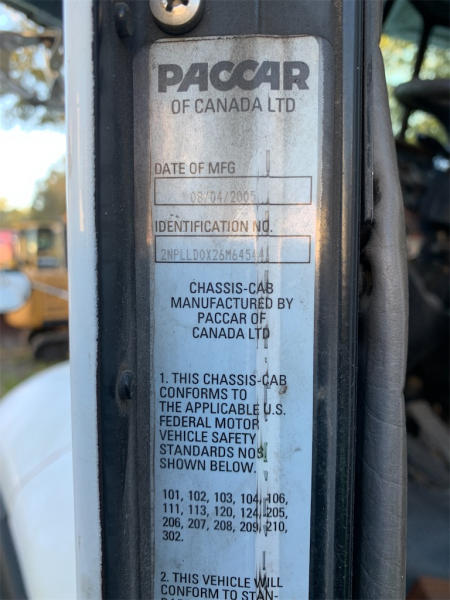 PACCAR
OF CANADA LTD
DATE OF MFG
08/04/2005
IDENTIFICATION NO.
CHASSIS-CAB
MANUFACTURED BY
PACCAR OF
CANADA LTD
1. THIS CHASSIS-CAB
CONFORMS TO
THE APPLICABLE U.S.
FEDERAL MOTOR
VEHICLE SAFETY
STANDARDS NOS
SHOWN BELOW.
101, 102, 103, 104, 106,
111, 113, 120, 124, 205,
206, 207, 208, 209, 210,
302.
2. THIS VEHICLE WILL
CONFORM TO STAN-